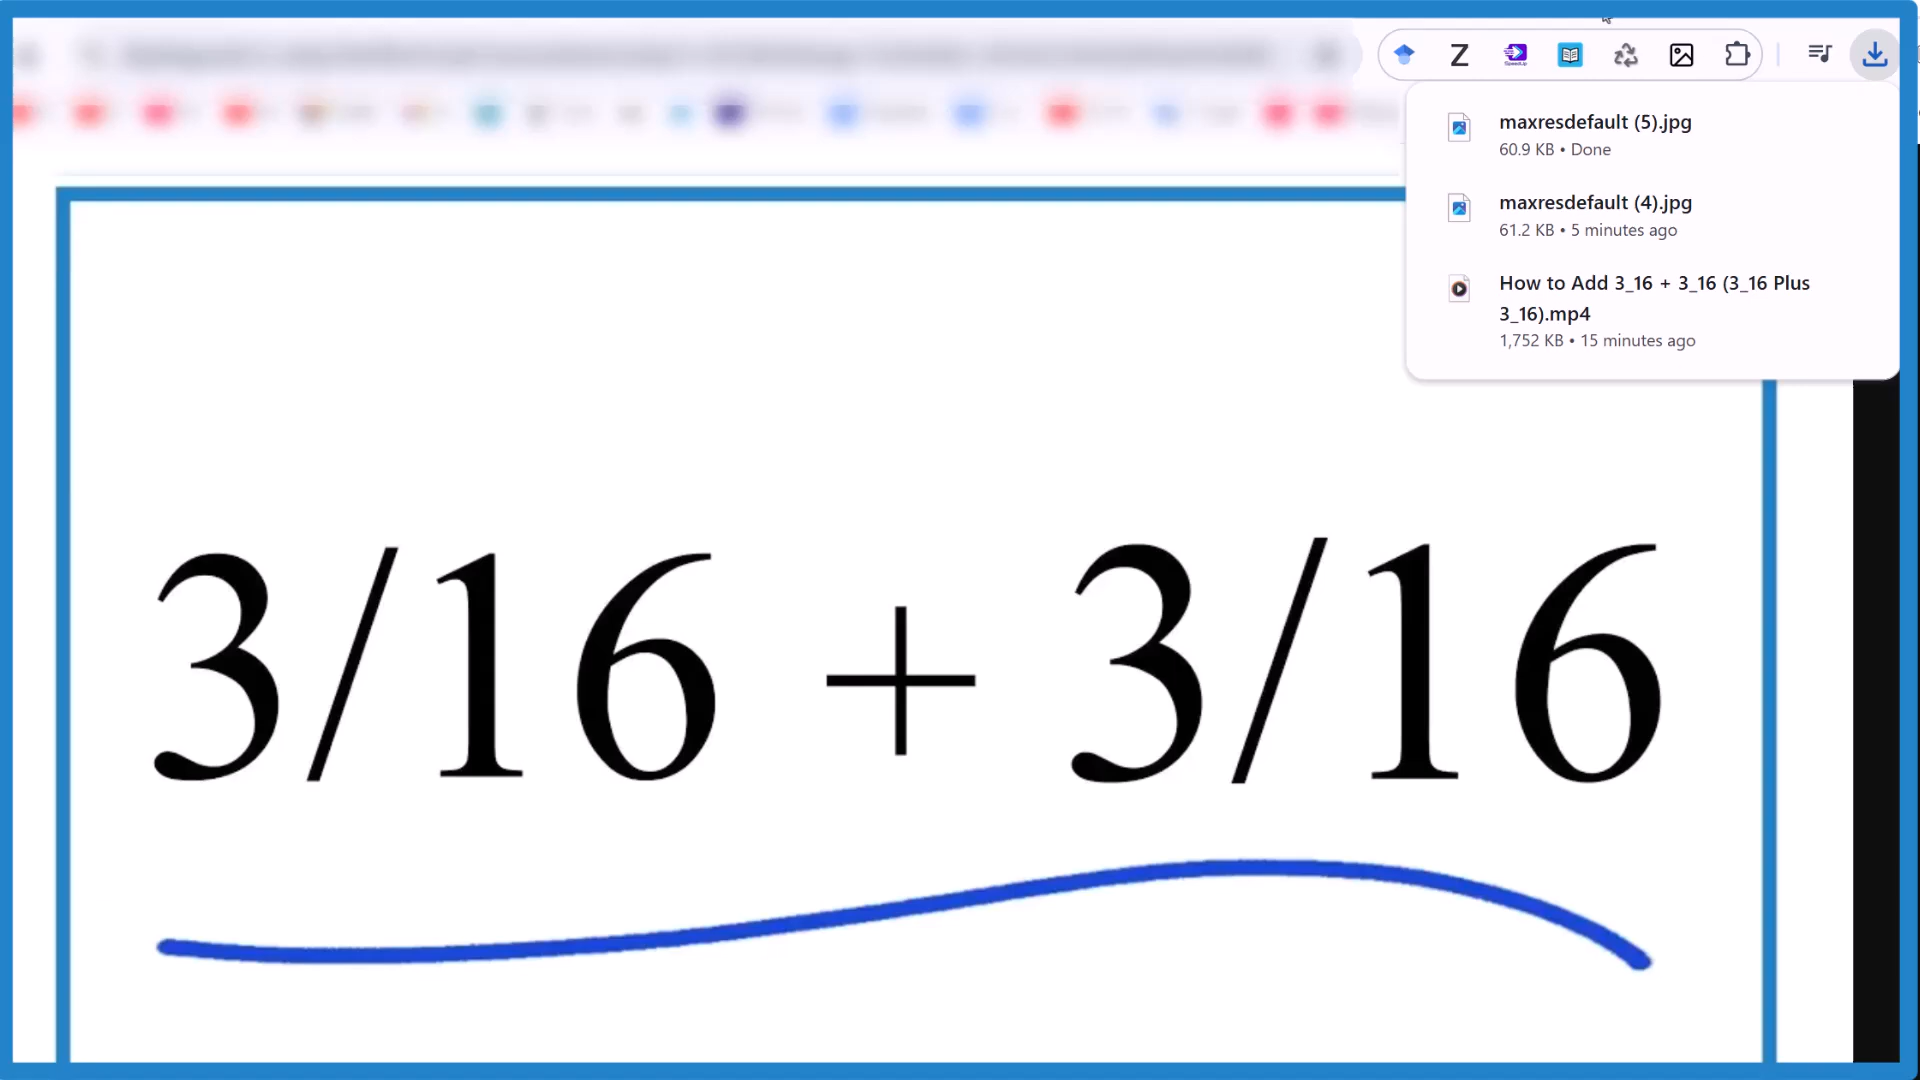 Z
maxresdefault (5).jpg
60.9 KB • Done
maxresdefault (4).jpg
61.2 KB • 5 minutes ago
How to Add 3_16 + 3_16 (3_16 Plus
3_16).mp4
1,752 KB • 15 minutes ago
3/16 + 3/16